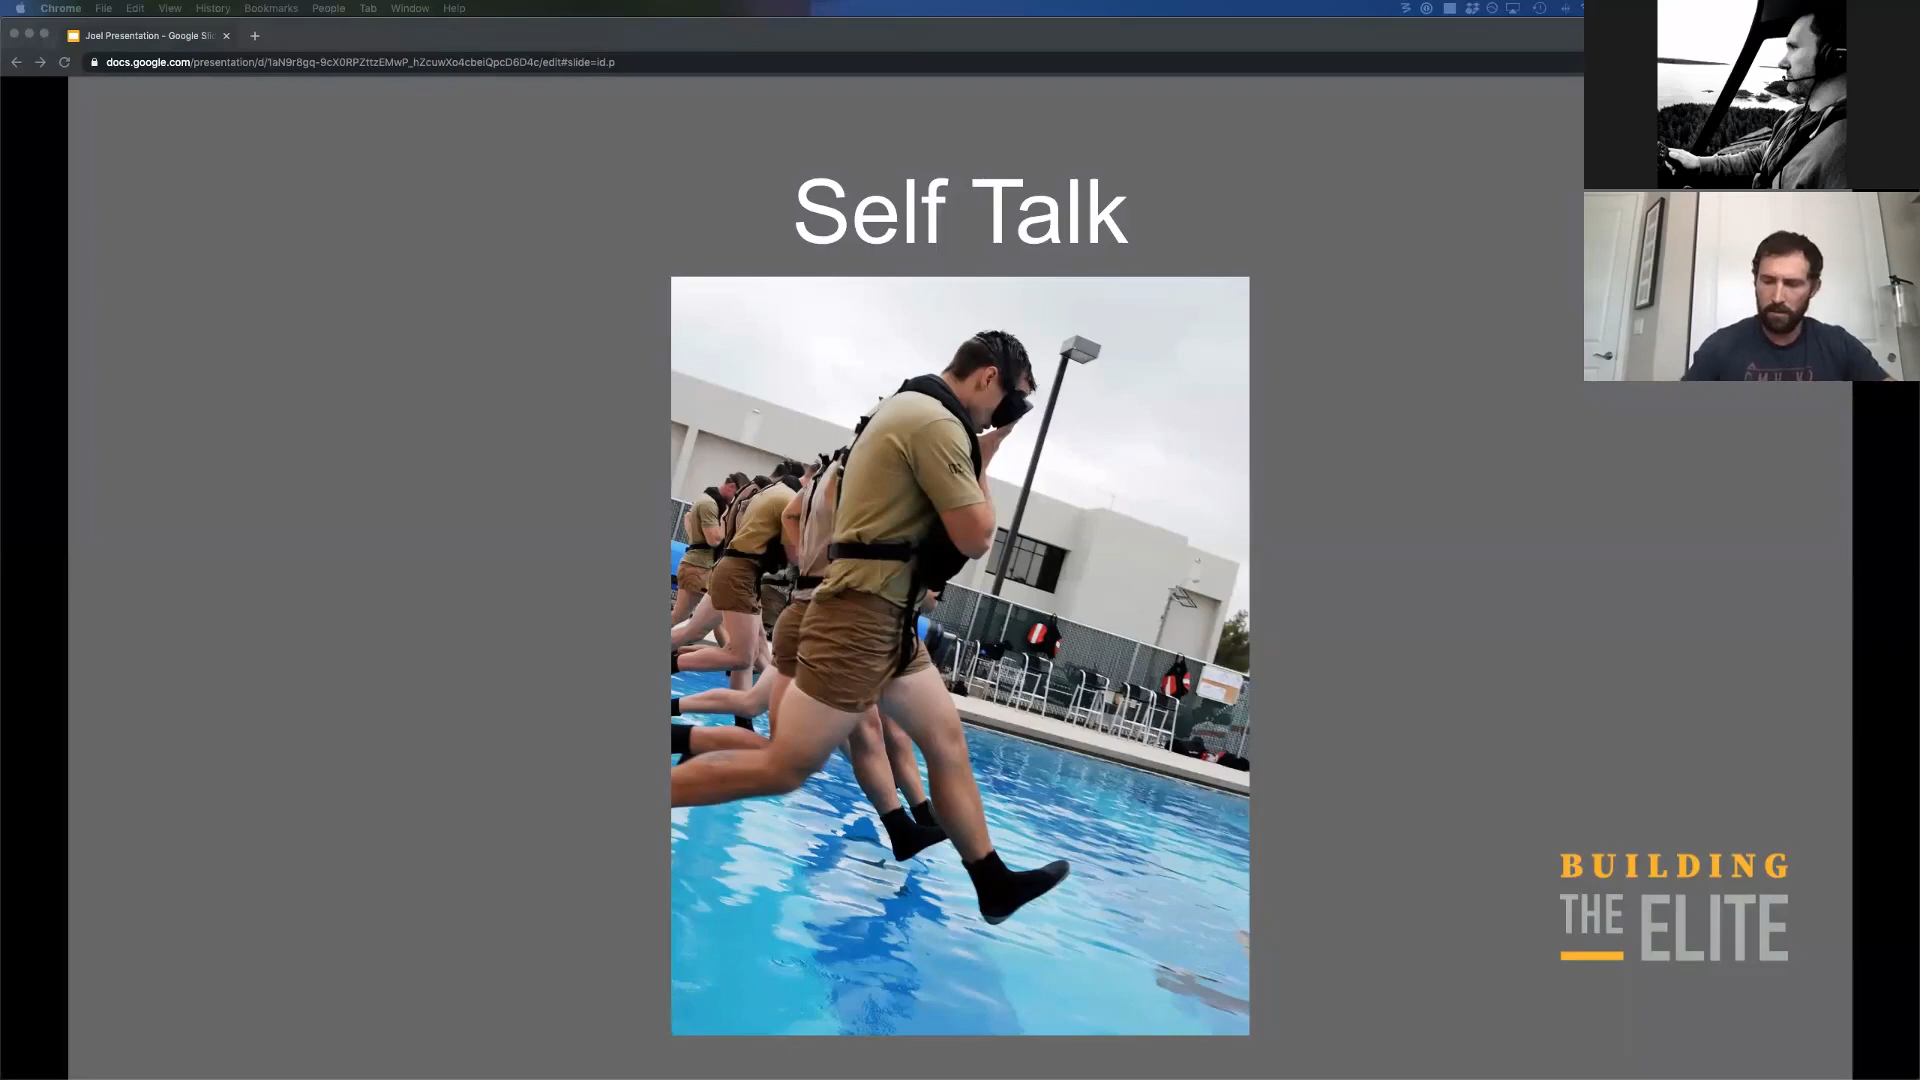 Chrome File Edit View History Bookmarks People Tab Window Help
Joel Presentation - Google Slic
docs.google.com/presentation/d/1aN9r8gq-9cX0RPZttzEMwP_hZcuwXo4cbeiQpcD6D4c/edit#slide=id.p
Self Talk
BUILDING
THE ELITE